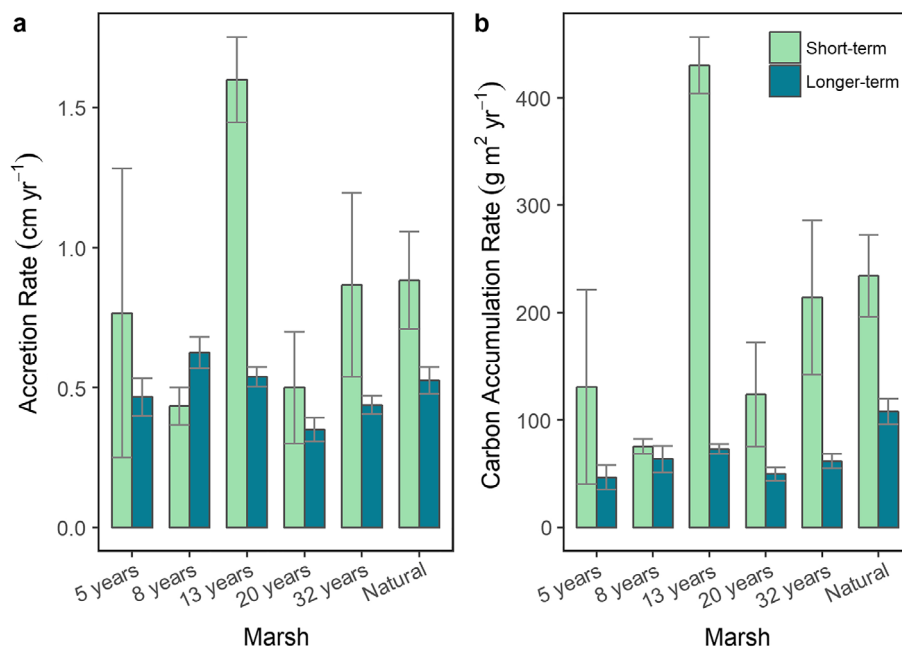 a
Accretion Rate (cm yr⁻¹)
1.5
1.0
0.5
0.0
5 years
8 years
13 years
20 years
32 years
Natural
Marsh
b
Short-term
Longer-term
Carbon Accumulation Rate (g m² yr⁻¹)
400
300
200
100
0
5 years
8 years
13 years
20 years
32 years
Natural
Marsh